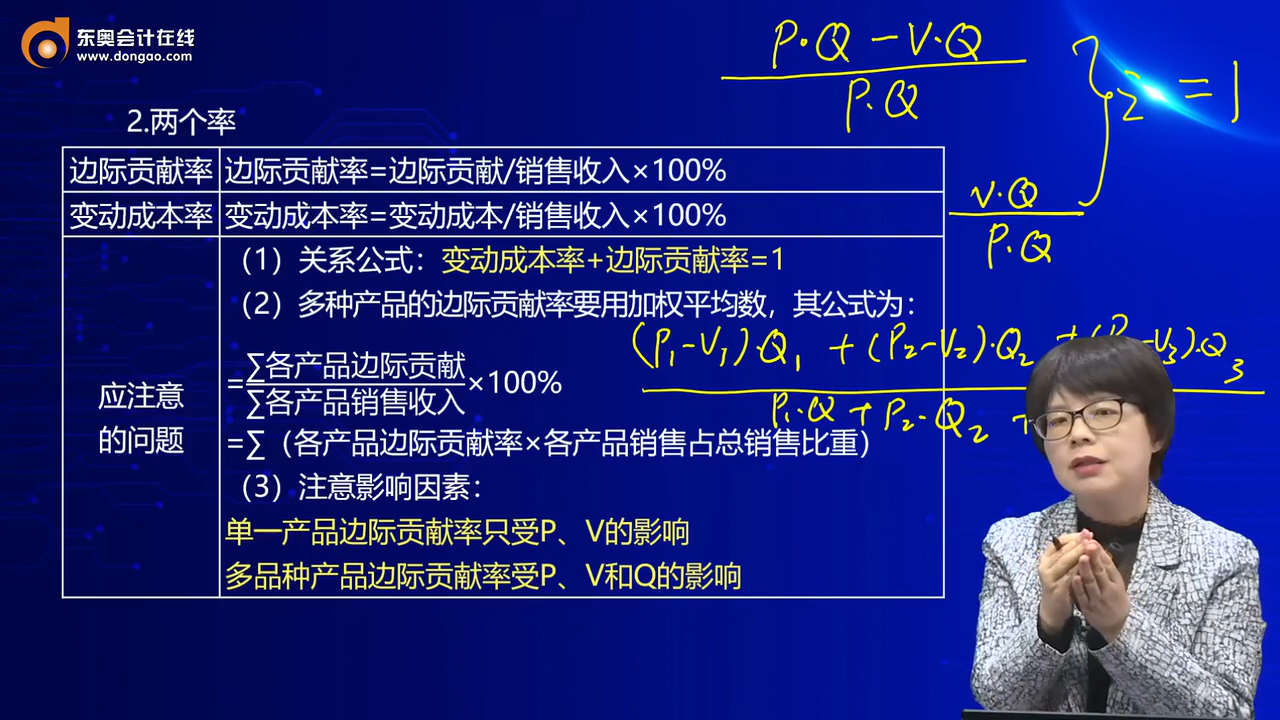 东奥会计在线
www.dongao.com
2.两个率
边际贡献率 边际贡献率=边际贡献/销售收入×100%
变动成本率 变动成本率=变动成本/销售收入×100%
应注意
的问题
（1）关系公式：变动成本率+边际贡献率=1
（2）多种产品的边际贡献率要用加权平均数，其公式为：
=∑各产品边际贡献/∑各产品销售收入×100%
=∑（各产品边际贡献率×各产品销售占总销售比重）
（3）注意影响因素：
单一产品边际贡献率只受P、V的影响
多品种产品边际贡献率受P、V和Q的影响
P·Q－V·Q
P·Q
Σ=1
V·Q
P·Q
(P1-V1)·Q1+(P2-V2)·Q2+(P-V3)·Q3
P1·Q+P2·Q2+